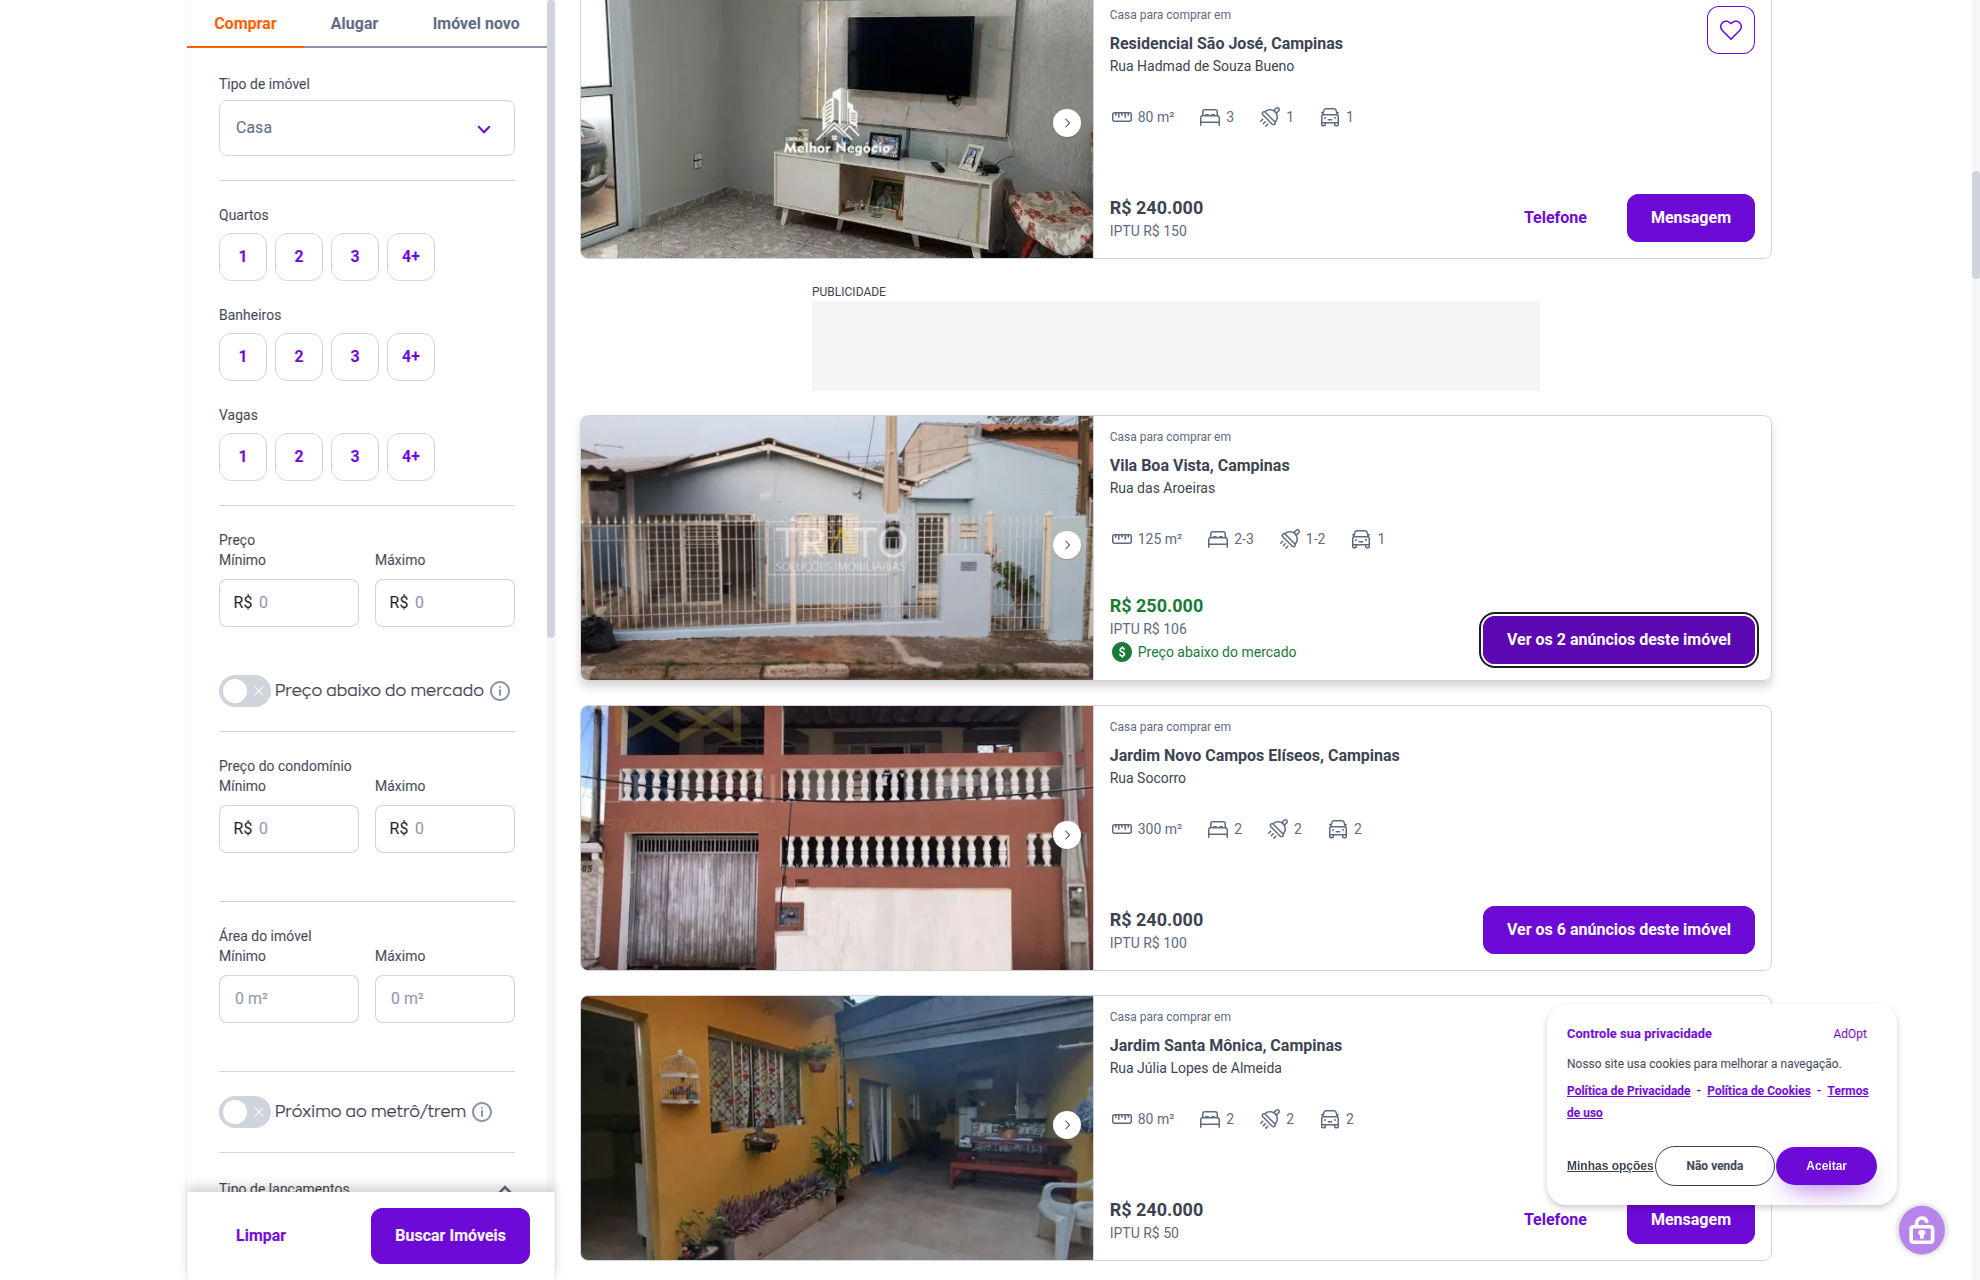 Comprar
Alugar
Imóvel novo
Tipo de imóvel
Casa
Quartos
1
2
3
4+
Banheiros
1
2
3
4+
Vagas
1
2
3
4+
Preço
Mínimo
Máximo
R$ 0
R$ 0
Preço abaixo do mercado
Preço do condomínio
Mínimo
Máximo
R$ 0
R$ 0
Área do imóvel
Mínimo
Máximo
0 m²
0 m²
Próximo ao metrô/trem
Tipo de lançamentos
Limpar
Buscar Imóveis
Melhor Negócio
Casa para comprar em
Residencial São José, Campinas
Rua Hadmad de Souza Bueno
80 m²
3
1
1
R$ 240.000
IPTU R$ 150
Telefone
Mensagem
PUBLICIDADE
TRATO
SOLUÇÕES IMOBILIÁRIAS
Casa para comprar em
Vila Boa Vista, Campinas
Rua das Aroeiras
125 m²
2-3
1-2
1
R$ 250.000
IPTU R$ 106
$ Preço abaixo do mercado
Ver os 2 anúncios deste imóvel
Casa para comprar em
Jardim Novo Campos Elíseos, Campinas
Rua Socorro
300 m²
2
2
2
R$ 240.000
IPTU R$ 100
Ver os 6 anúncios deste imóvel
Casa para comprar em
Jardim Santa Mônica, Campinas
Rua Júlia Lopes de Almeida
80 m²
2
2
2
R$ 240.000
IPTU R$ 50
Telefone
Mensagem
Controle sua privacidade
AdOpt
Nosso site usa cookies para melhorar a navegação.
Política de Privacidade - Política de Cookies - Termos
de uso
Minhas opções
Não venda
Aceitar